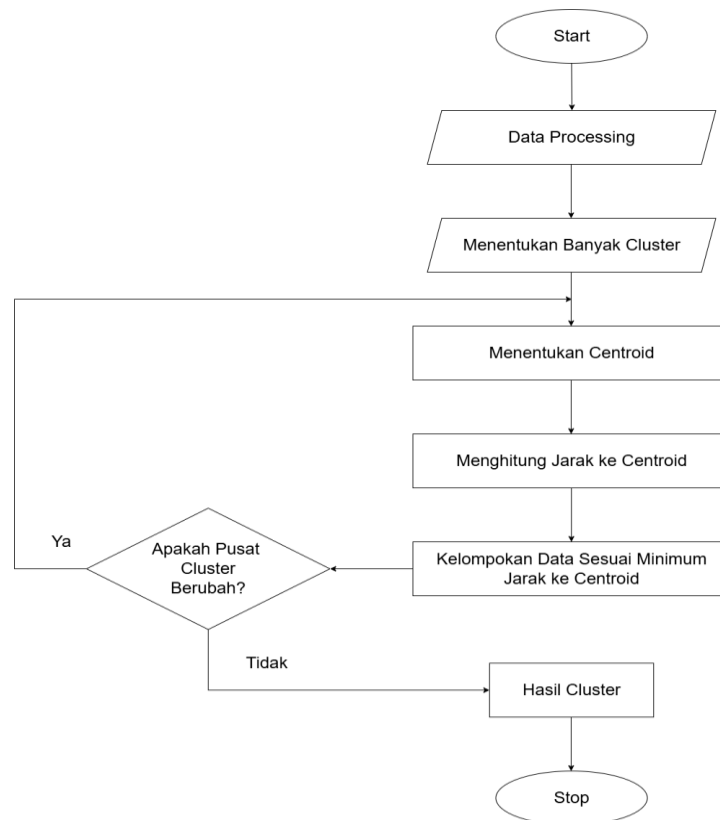 Start
Data Processing
Menentukan Banyak Cluster
Menentukan Centroid
Menghitung Jarak ke Centroid
Kelompokan Data Sesuai Minimum
Jarak ke Centroid
Apakah Pusat
Cluster
Berubah?
Ya
Tidak
Hasil Cluster
Stop